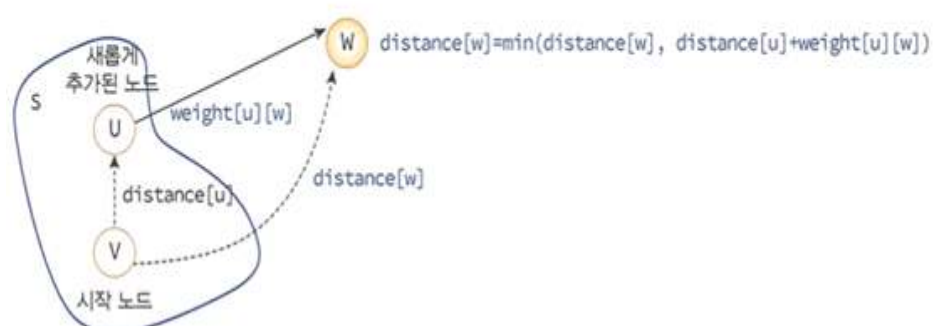 새롭게
추가된 노드
S
W
distance[w]=min(distance[w], distance[u]+weight[u][w])
U
weight[u][w]
distance[u]
distance[w]
V
시작 노드